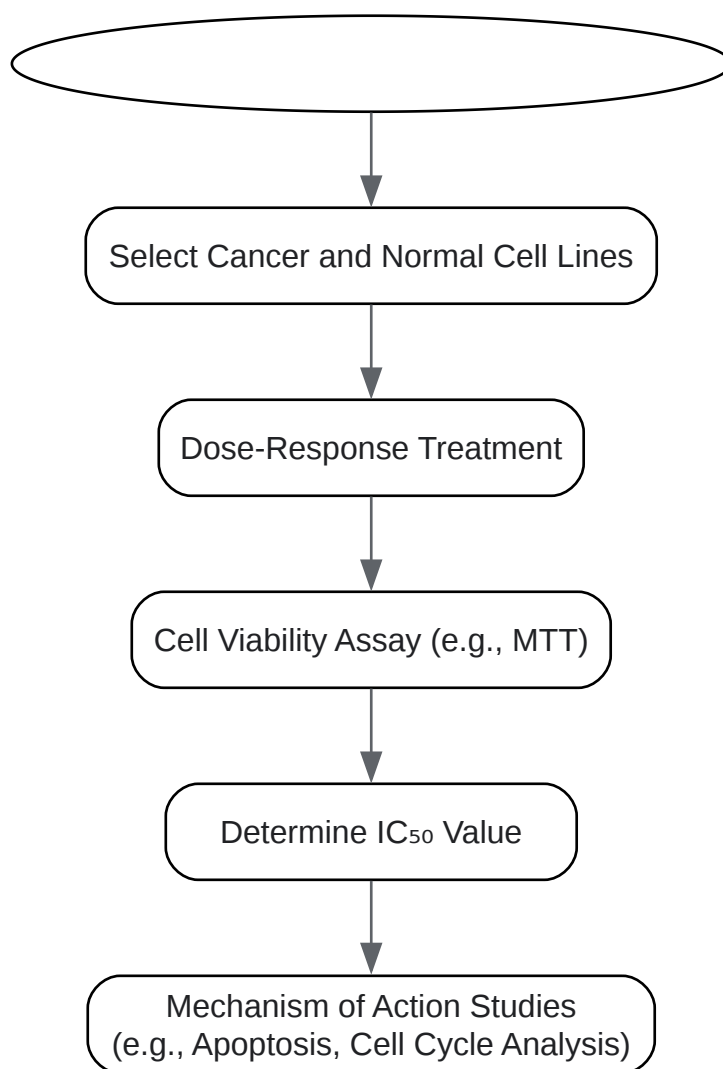 Select Cancer and Normal Cell Lines
Dose-Response Treatment
Cell Viability Assay (e.g., MTT)
Determine IC₅₀ Value
Mechanism of Action Studies
(e.g., Apoptosis, Cell Cycle Analysis)